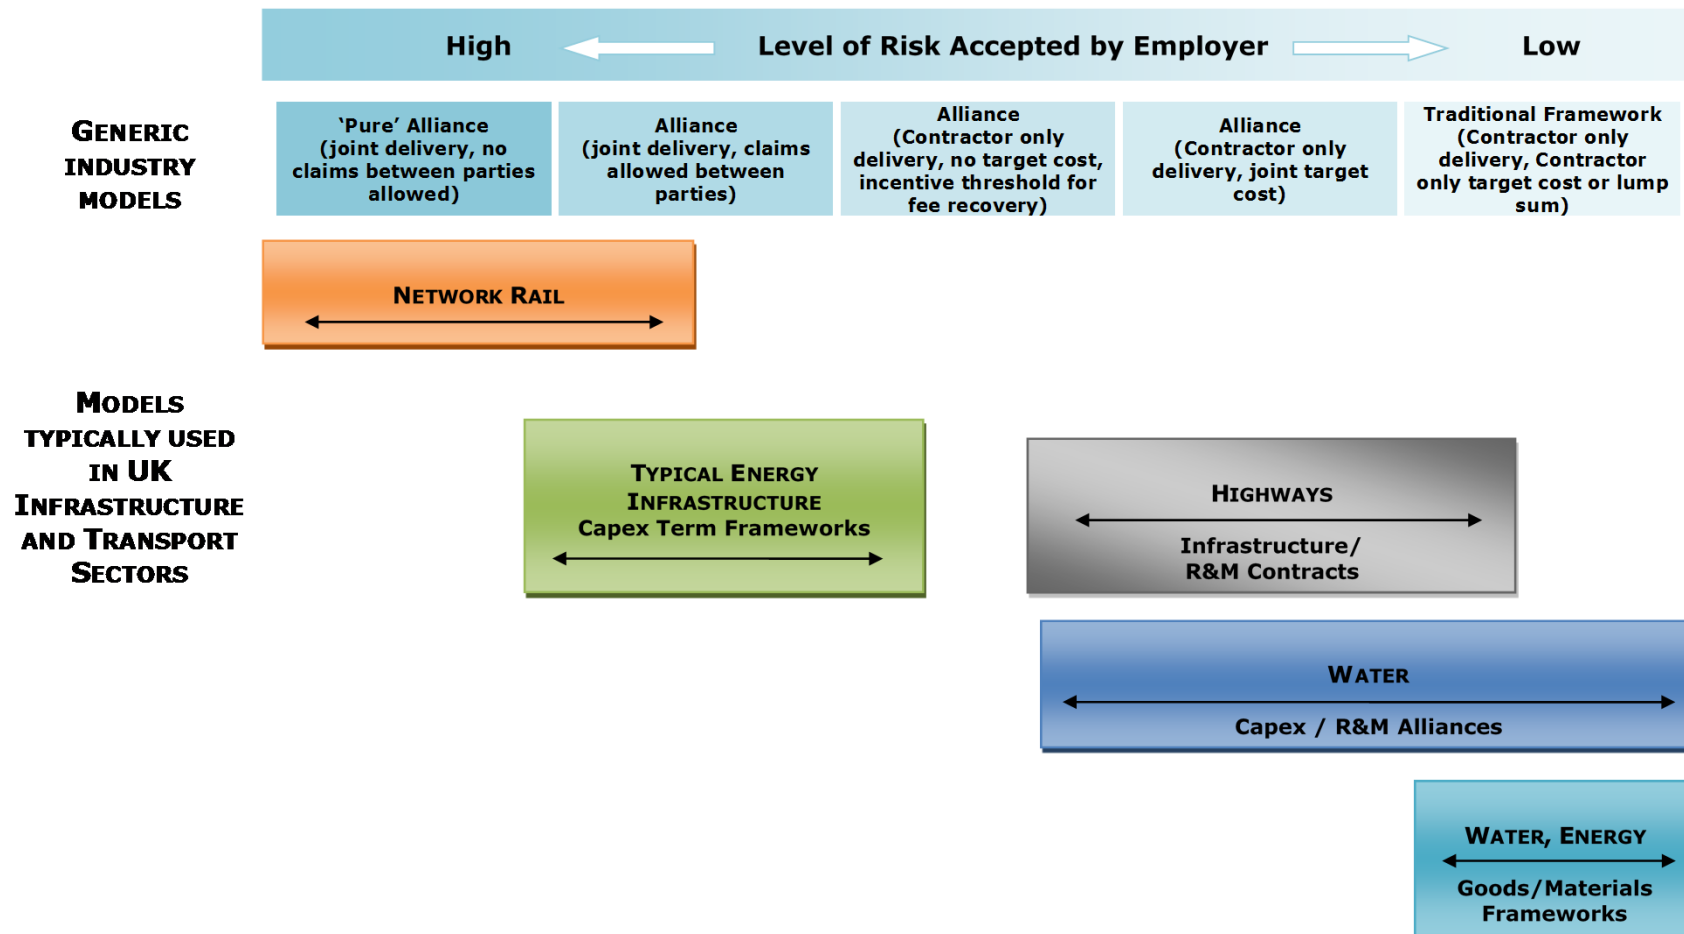 High Level of Risk Accepted by Employer Low
GENERIC
INDUSTRY
MODELS
‘Pure’ Alliance
(joint delivery, no
claims between parties
allowed)
Alliance
(joint delivery, claims
allowed between
parties)
Alliance
(Contractor only
delivery, no target cost,
incentive threshold for
fee recovery)
Alliance
(Contractor only
delivery, joint target
cost)
Traditional Framework
(Contractor only
delivery, Contractor
only target cost or lump
sum)
NETWORK RAIL
MODELS
TYPICALLY USED
IN UK
INFRASTRUCTURE
AND TRANSPORT
SECTORS
TYPICAL ENERGY
INFRASTRUCTURE
Capex Term Frameworks
HIGHWAYS
Infrastructure/
R&M Contracts
WATER
Capex / R&M Alliances
WATER, ENERGY
Goods/Materials
Frameworks